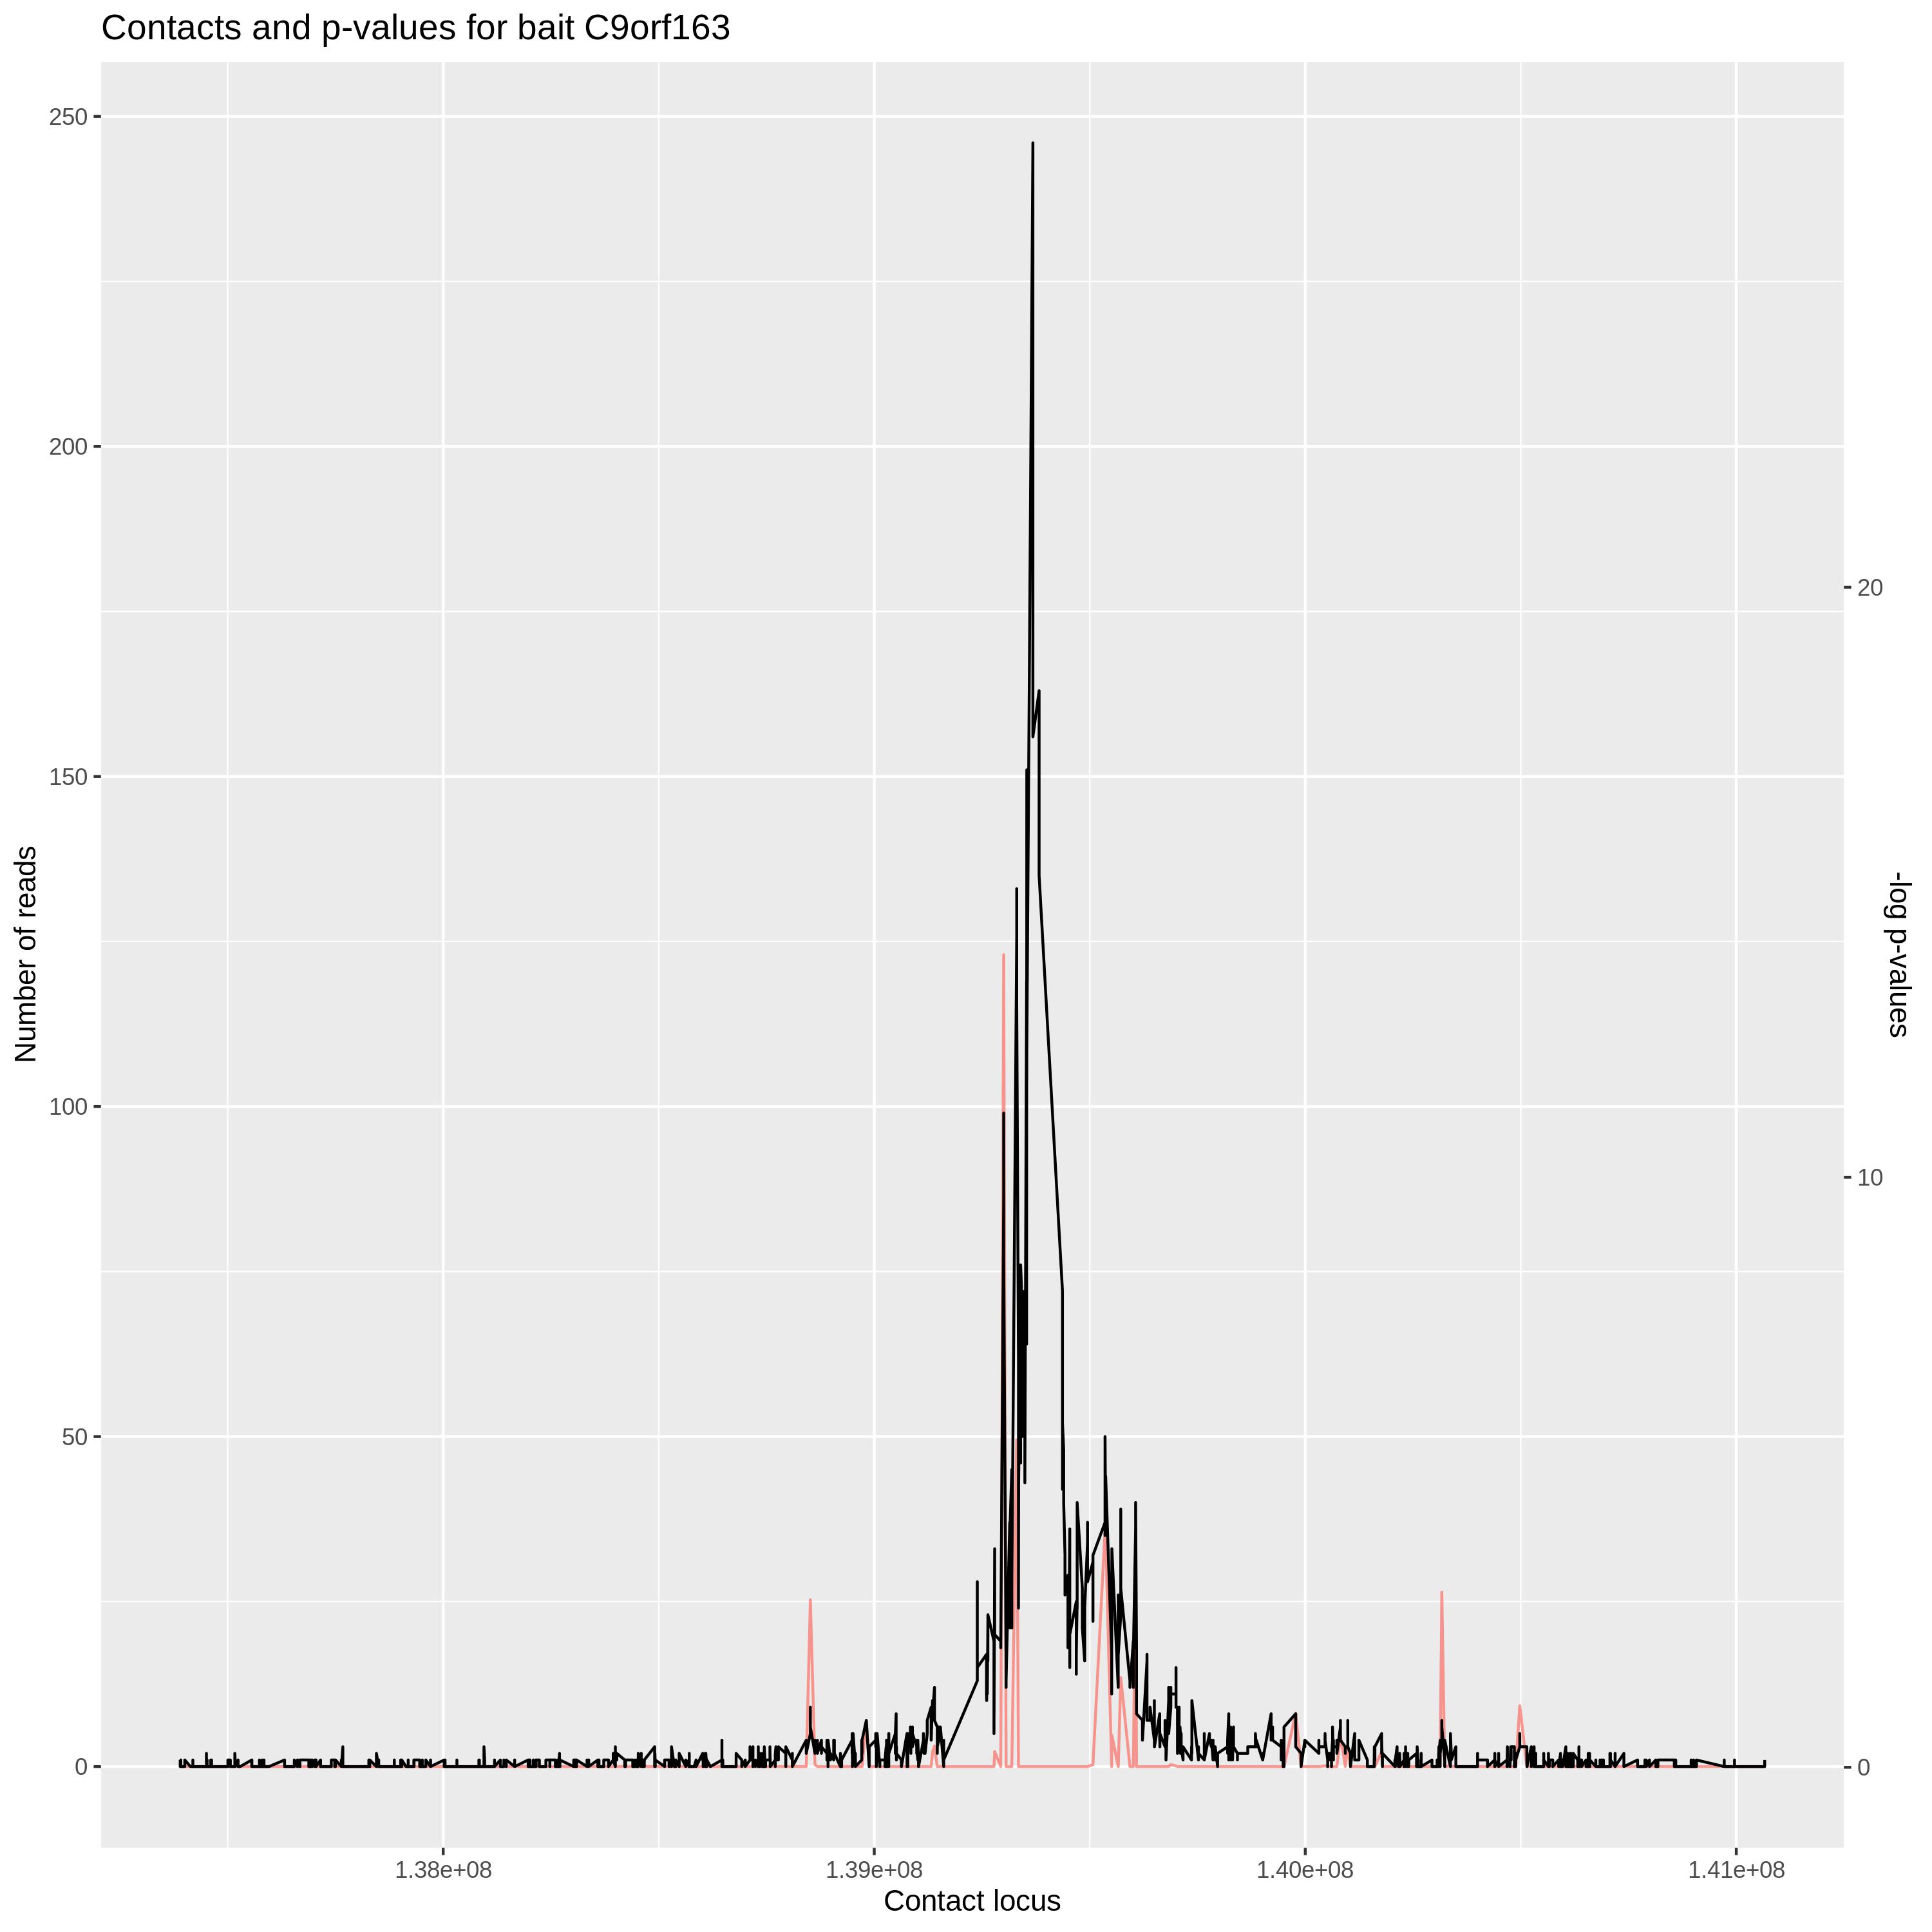 Contacts and p-values for bait C9orf163
250
200
150
100
50
0
Number of reads
20
10
0
-log p-values
1.38e+08
1.39e+08
1.40e+08
1.41e+08
Contact locus